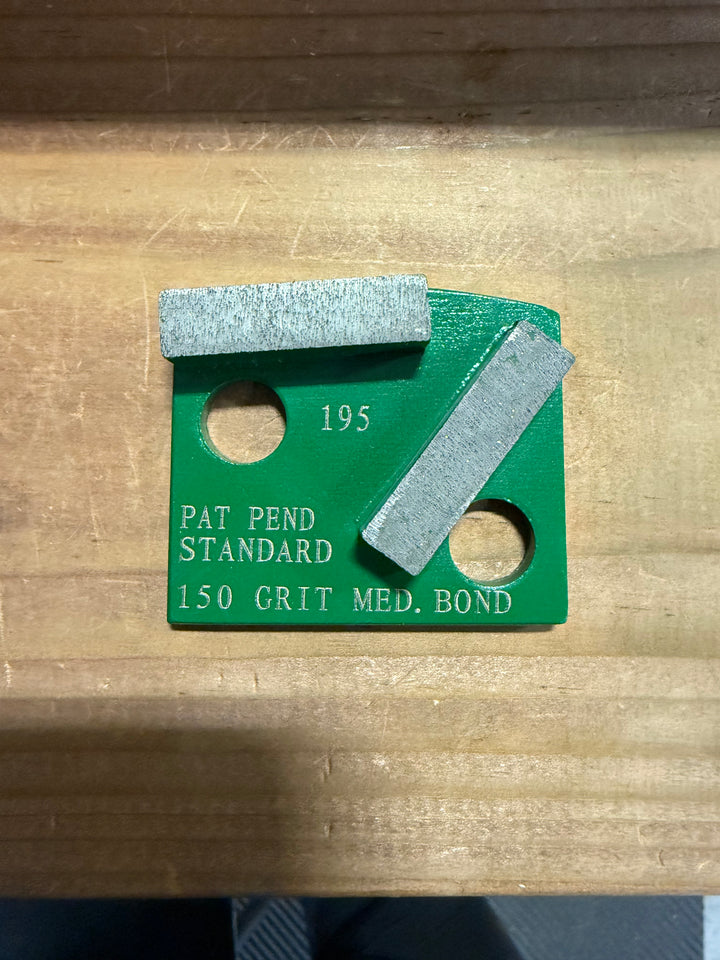 195
PAT PEND
STANDARD
150 GRIT MED. BOND